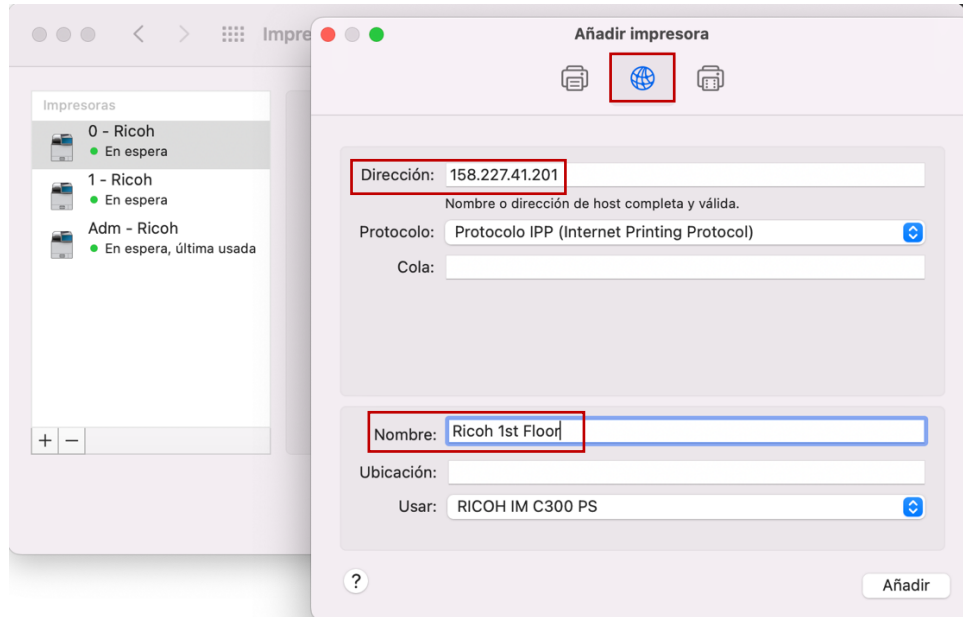 Impre
Añadir impresora
Impresoras
0 - Ricoh
En espera
1 - Ricoh
En espera
Adm - Ricoh
En espera, última usada
+ −
Dirección: 158.227.41.201
Nombre o dirección de host completa y válida.
Protocolo: Protocolo IPP (Internet Printing Protocol)
Cola:
Nombre: Ricoh 1st Floor
Ubicación:
Usar: RICOH IM C300 PS
?
Añadir